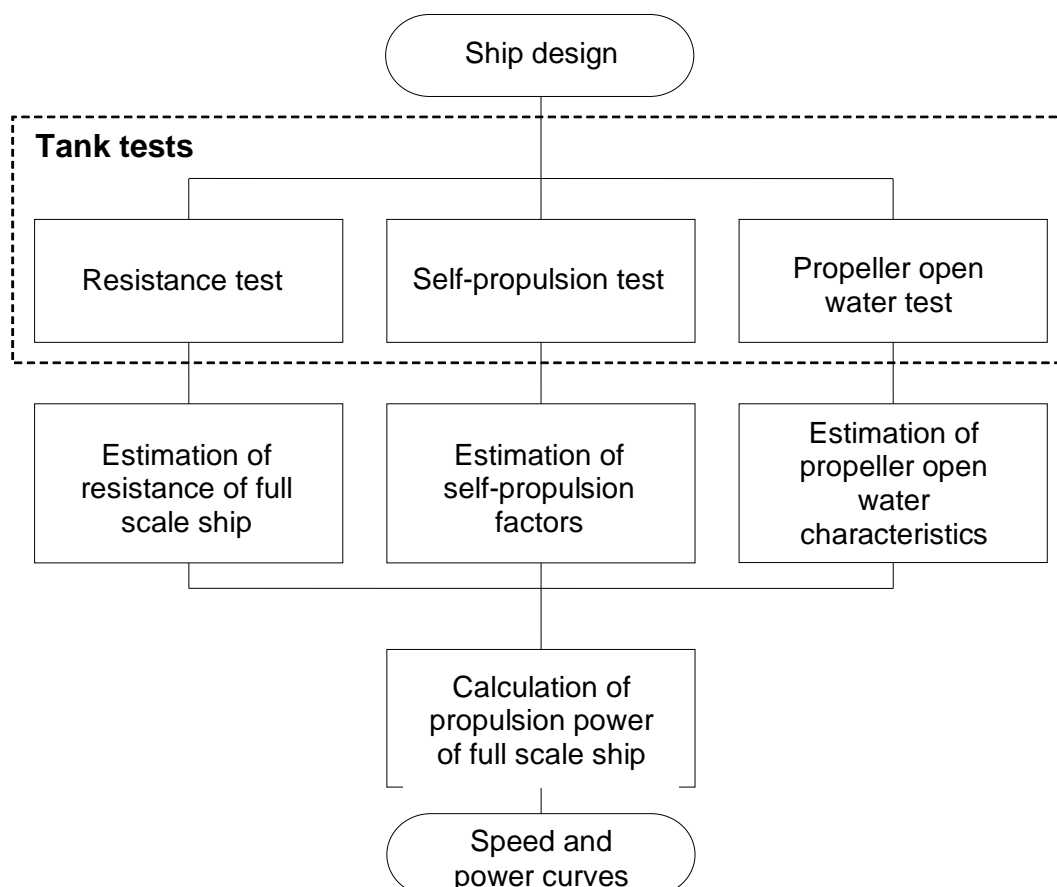 Ship design
Tank tests
Resistance test
Self-propulsion test
Propeller open
water test
Estimation of
resistance of full
scale ship
Estimation of
self-propulsion
factors
Estimation of
propeller open
water
characteristics
Calculation of
propulsion power
of full scale ship
Speed and
power curves